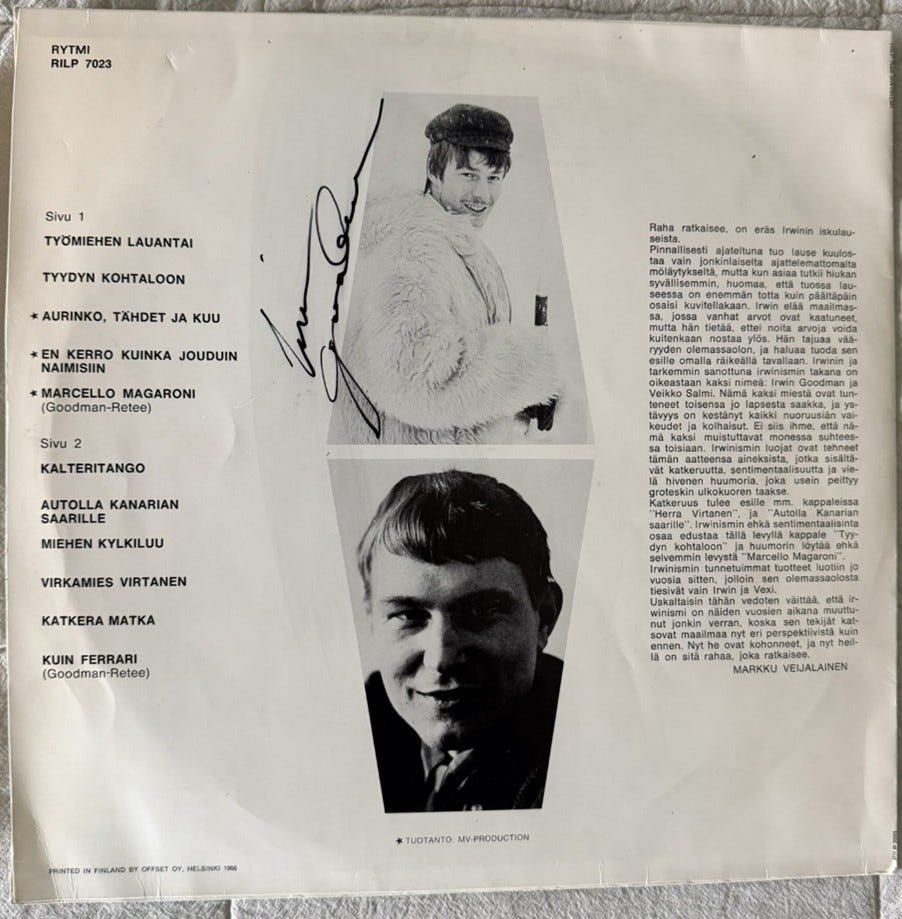 RYTMI
RILP 7023
Sivu 1
TYÖMIEHEN LAUANTAI
TYYDYN KOHTALOON
★ AURINKO, TÄHDET JA KUU
★ EN KERRO KUINKA JOUDUIN
NAIMISIIN
★ MARCELLO MAGARONI
(Goodman-Retee)
Sivu 2
KALTERITANGO
AUTOLLA KANARIAN
SAARILLE
MIEHEN KYLKILUU
VIRKAMIES VIRTANEN
KATKERA MATKA
KUIN FERRARI
(Goodman-Retee)
Irwin
Goodman
Raha ratkaisee, on eräs Irwinin iskulau-
seista.
Pinnallisesti ajateltuna tuo lause kuulos-
taa vain jonkinlaiselta ajattelemattomalta
möläytykseltä, mutta kun asiaa tutkii hiukan
syvällisemmin, huomaa, että tuossa lau-
seessa on enemmän totta kuin päältäpäin
osaisi kuvitellakaan. Irwin elää maailmas-
sa, jossa vanhat arvot ovat kaatuneet,
mutta hän tietää, ettei noita arvoja voida
kuitenkaan nostaa ylös. Hän tajuaa vää-
ryyden olemassaolon, ja haluaa tuoda sen
esille omalla räikeällä tavallaan. Irwinin ja
tarkemmin sanottuna irwinismin takana on
oikeastaan kaksi nimeä: Irwin Goodman ja
Veikko Salmi. Nämä kaksi miestä ovat tun-
teneet toisensa jo lapsesta saakka, ja ys-
tävyys on kestänyt kaikki nuoruusiän vai-
keudet ja kolhaisut. Ei siis ihme, että nä-
mä kaksi muistuttavat monessa suhtees-
sa toisiaan. Irwinismin luojat ovat tehneet
tämän aatteensa aineksista, jotka sisältä-
vät katkeruutta, sentimentaalisuutta ja vie-
lä hivenen huumoria, joka usein peittyy
groteskin ulkokuoren taakse.
Katkeruus tulee esille mm. kappaleissa
"Herra Virtanen", ja "Autolla Kanarian
saarille". Irwinismin ehkä sentimentaalisinta
osaa edustaa tällä levyllä kappale "Tyy-
dyn kohtaloon" ja huumorin löytää ehkä
selvemmin levystä "Marcello Magaroni".
Irwinismin tunnetuimmat tuotteet luotiin jo
vuosia sitten, jolloin sen olemassaolosta
tiesivät vain Irwin ja Vexi.
Uskaltaisin tähän vedoten väittää, että ir-
winismi on näiden vuosien aikana muuttu-
nut jonkin verran, koska sen tekijät kat-
sovat maailmaa nyt eri perspektiivistä kuin
ennen. Nyt he ovat kohonneet, ja nyt heil-
lä on sitä rahaa, joka ratkaisee.
MARKKU VEIJALAINEN
★ TUOTANTO: MV-PRODUCTION
PRINTED IN FINLAND BY OFFSET OY, HELSINKI 1966